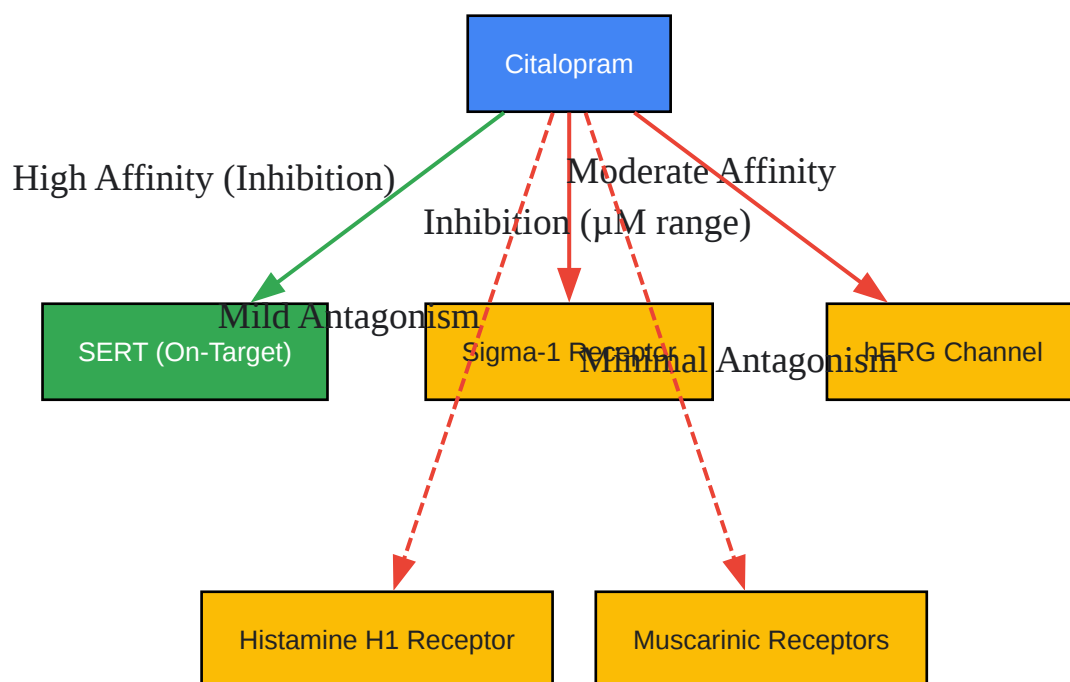 Citalopram
High Affinity (Inhibition)
Moderate Affinity
Inhibition (µM range)
Mild Antagonism
SERT (On-Target)
Sigma-1 Receptor
Minimal Antagonism
hERG Channel
Histamine H1 Receptor
Muscarinic Receptors